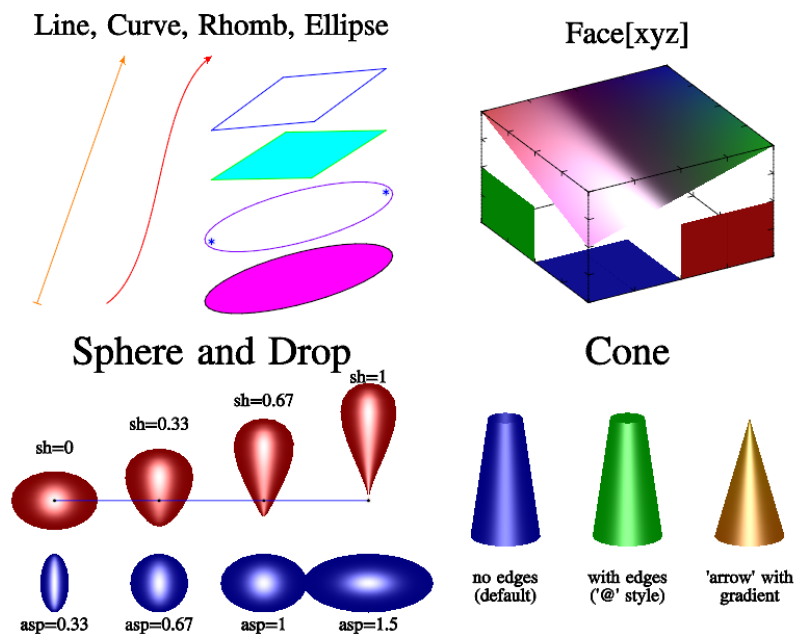 Line, Curve, Rhomb, Ellipse
Face[xyz]
Sphere and Drop
sh=0
sh=0.33
sh=0.67
sh=1
asp=0.33
asp=0.67
asp=1
asp=1.5
Cone
no edges
(default)
with edges
('@' style)
'arrow' with
gradient